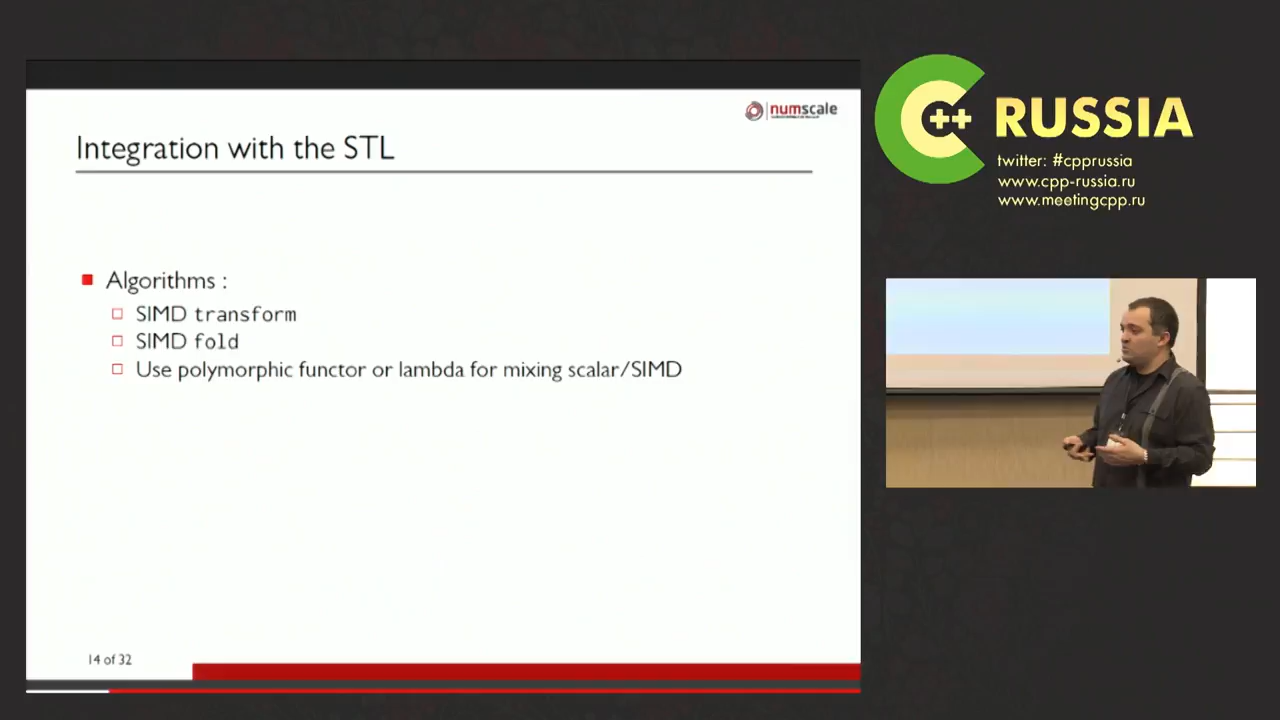 numscale
Integration with the STL
Algorithms :
SIMD transform
SIMD fold
Use polymorphic functor or lambda for mixing scalar/SIMD
14 of 32
C++ RUSSIA
twitter: #cpprussia
www.cpp-russia.ru
www.meetingcpp.ru